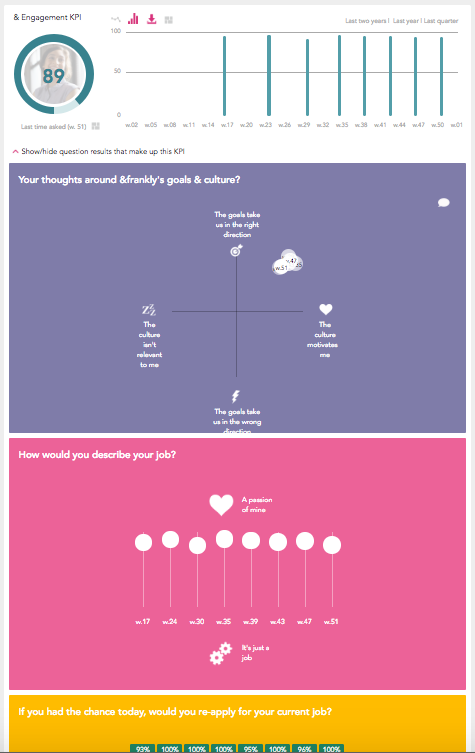 & Engagement KPI
Last two years | Last year | Last quarter
100
50
0
89
Last time asked (w. 51)
w.02 w.05 w.08 w.11 w.14 w.17 w.20 w.23 w.26 w.29 w.32 w.35 w.38 w.41 w.44 w.47 w.50 w.01
Show/hide question results that make up this KPI
Your thoughts around &frankly's goals & culture?
The goals take
us in the right
direction
w.47
w.51
The
culture
isn't
relevant
to me
The
culture
motivates
me
The goals take
us in the wrong
direction
How would you describe your job?
A passion
of mine
w.17 w.24 w.30 w.35 w.39 w.43 w.47 w.51
It's just a
job
If you had the chance today, would you re-apply for your current job?
93% 100% 100% 100% 95% 100% 96% 100%